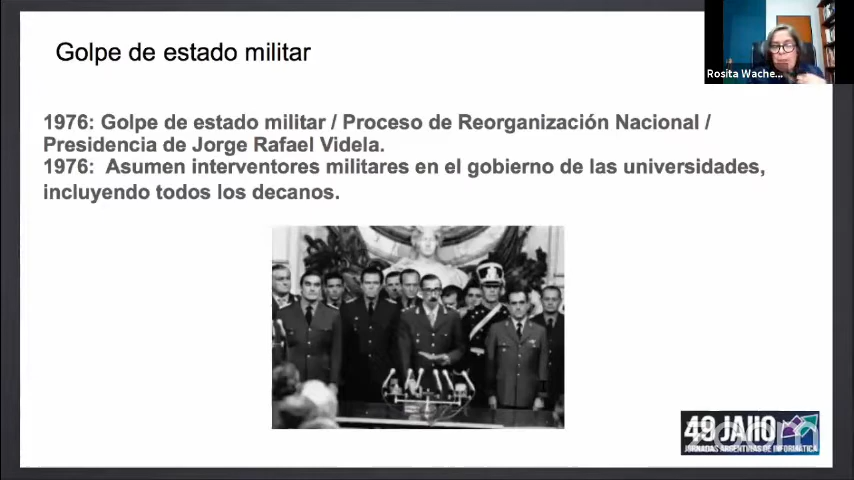 Golpe de estado militar
Rosita Wache...
1976: Golpe de estado militar / Proceso de Reorganización Nacional /
Presidencia de Jorge Rafael Videla.
1976: Asumen interventores militares en el gobierno de las universidades,
incluyendo todos los decanos.
49 JAIIO
zoom
JORNADAS ARGENTINAS DE INFORMATICA